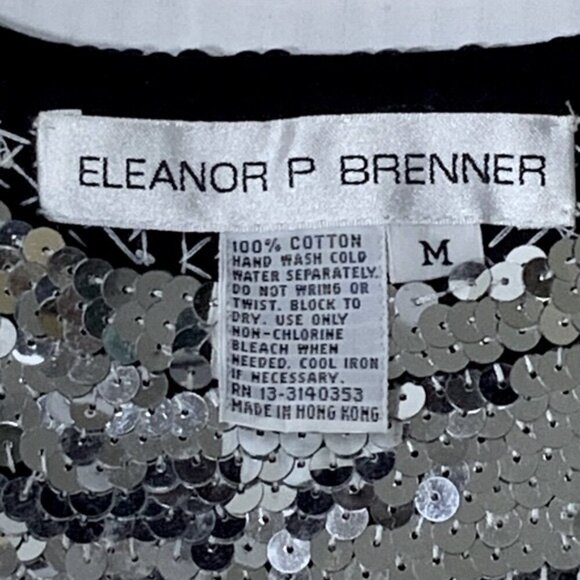 ELEANOR P BRENNER
M
100% COTTON
HAND WASH COLD
WATER SEPARATELY.
DO NOT WRING OR
TWIST. BLOCK TO
DRY. USE ONLY
NON-CHLORINE
BLEACH WHEN
NEEDED. COOL IRON
IF NECESSARY.
RN 13-3140353
MADE IN HONG KONG